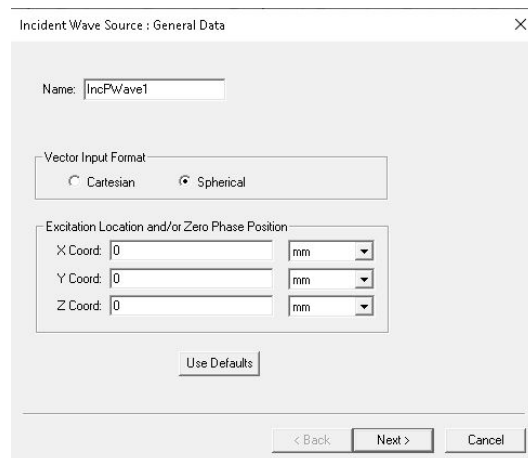 Incident Wave Source : General Data
Name: IncPWave1
Vector Input Format
Cartesian Spherical
Excitation Location and/or Zero Phase Position
X Coord: 0 mm
Y Coord: 0 mm
Z Coord: 0 mm
Use Defaults
< Back Next > Cancel